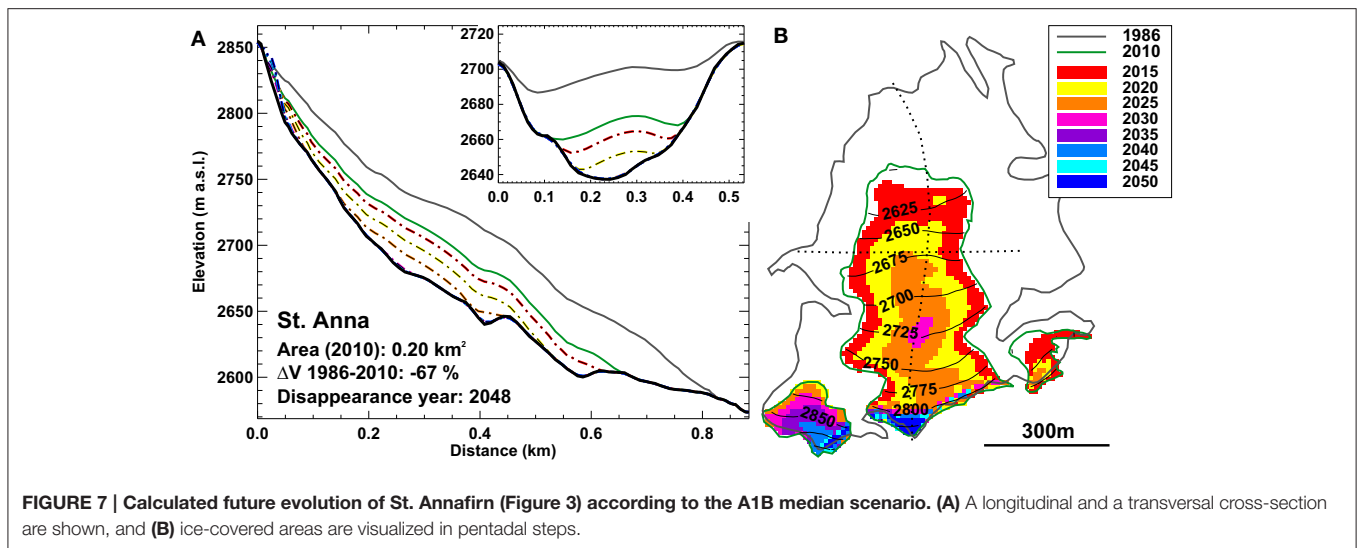 A
2850
2800
2750
2700
2650
2600
Elevation (m a.s.l.)
0.0 0.2 0.4 0.6 0.8
Distance (km)
St. Anna
Area (2010): 0.20 km²
ΔV 1986-2010: -67 %
Disappearance year: 2048
2720
2700
2680
2660
2640
0.0 0.1 0.2 0.3 0.4 0.5
B
1986
2010
2015
2020
2025
2030
2035
2040
2045
2050
2625
2650
2675
2700
2725
2750
2775
2800
2850
300m
FIGURE 7 | Calculated future evolution of St. Annafirn (Figure 3) according to the A1B median scenario. (A) A longitudinal and a transversal cross-section
are shown, and (B) ice-covered areas are visualized in pentadal steps.